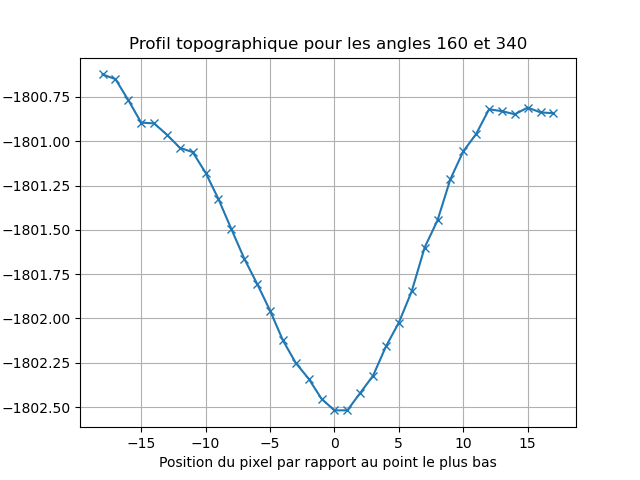 Profil topographique pour les angles 160 et 340
−1800.75
−1801.00
−1801.25
−1801.50
−1801.75
−1802.00
−1802.25
−1802.50
−15 −10 −5 0 5 10 15
Position du pixel par rapport au point le plus bas